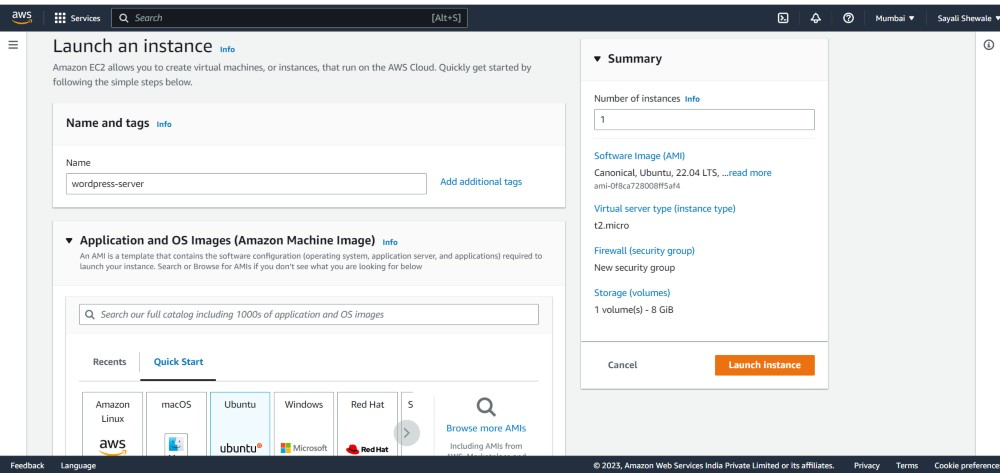 aws
Services
Search
[Alt+S]
Mumbai ▼
Sayali Shewale ▼
Launch an instance Info
Amazon EC2 allows you to create virtual machines, or instances, that run on the AWS Cloud. Quickly get started by
following the simple steps below.
Name and tags Info
Name
wordpress-server
Add additional tags
▼ Application and OS Images (Amazon Machine Image) Info
An AMI is a template that contains the software configuration (operating system, application server, and applications) required to
launch your instance. Search or Browse for AMIs if you don't see what you are looking for below
Search our full catalog including 1000s of application and OS images
Recents
Quick Start
Amazon
Linux
aws
macOS
Ubuntu
ubuntu®
Windows
Microsoft
Red Hat
Red Hat
S
Browse more AMIs
Including AMIs from
▼ Summary
Number of instances Info
1
Software Image (AMI)
Canonical, Ubuntu, 22.04 LTS, ...read more
ami-0f8ca728008ff5af4
Virtual server type (instance type)
t2.micro
Firewall (security group)
New security group
Storage (volumes)
1 volume(s) - 8 GiB
Cancel
Launch instance
Feedback
Language
© 2023, Amazon Web Services India Private Limited or its affiliates.
Privacy
Terms
Cookie preference